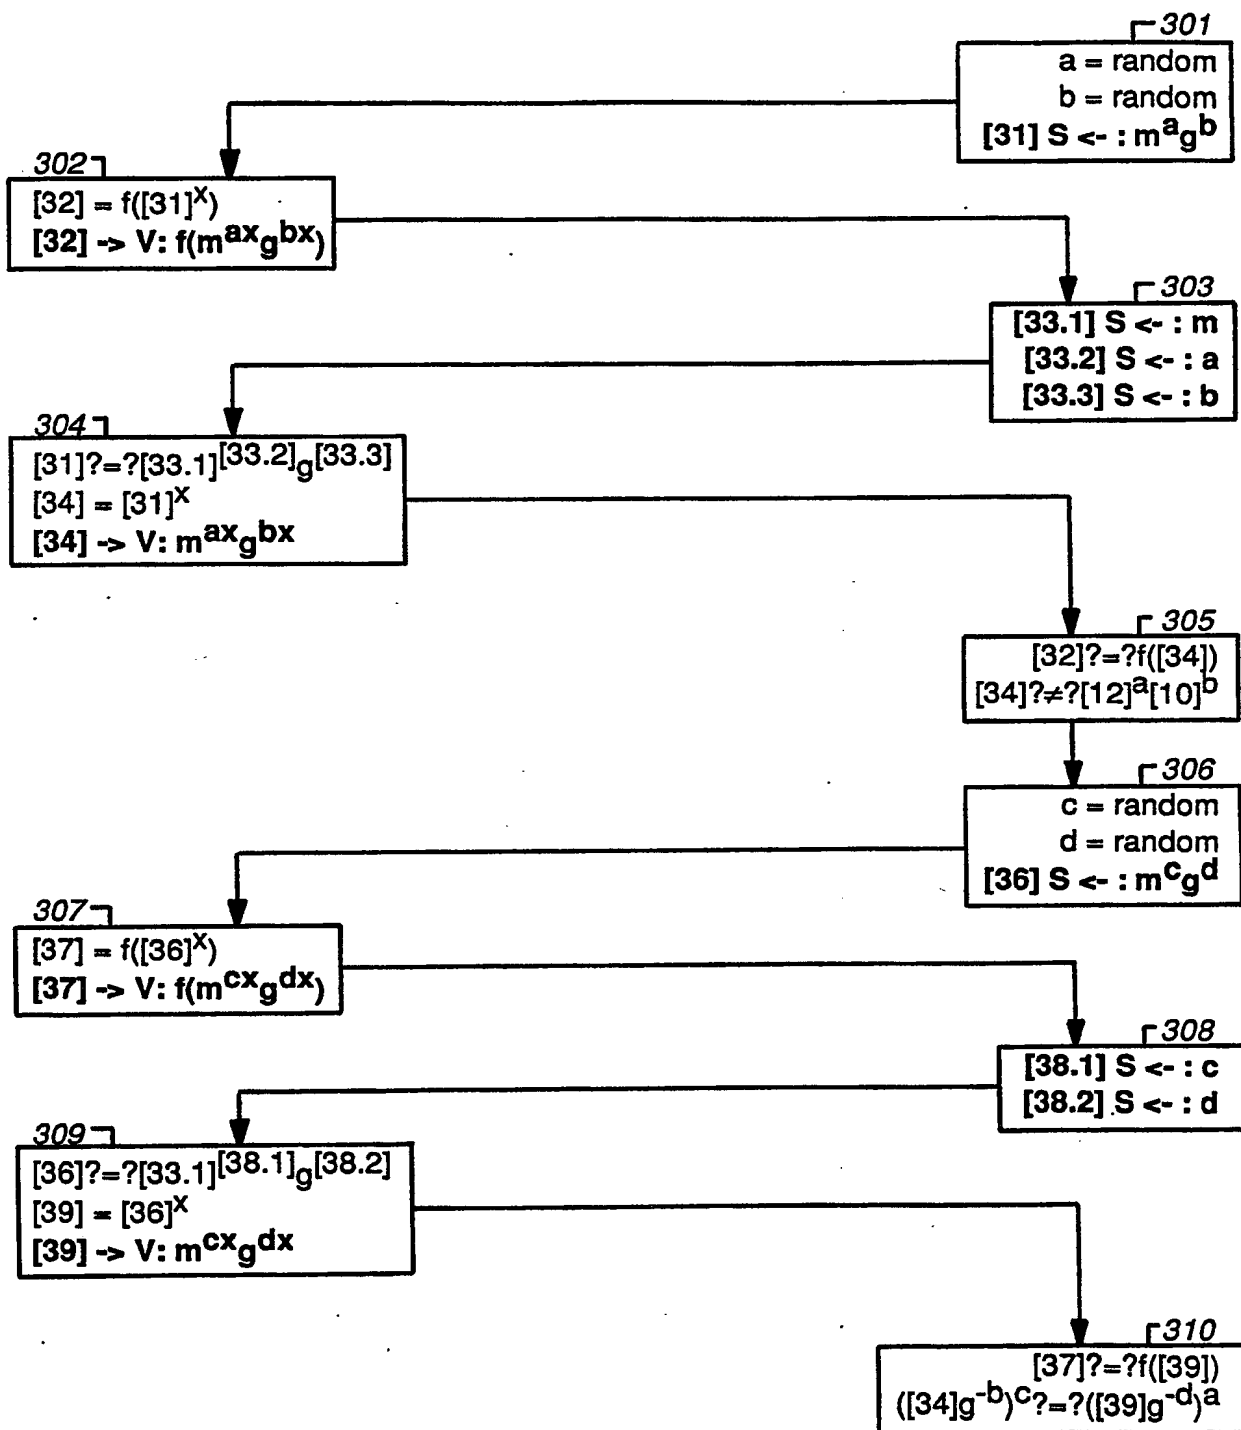 301
a = random
b = random
[31] S <- : m^a g^b
302
[32] = f([31]^x)
[32] -> V: f(m^ax g^bx)
303
[33.1] S <- : m
[33.2] S <- : a
[33.3] S <- : b
304
[31]?=?[33.1]^[33.2] g^[33.3]
[34] = [31]^x
[34] -> V: m^ax g^bx
305
[32]?=?f([34])
[34]?≠?[12]^a[10]^b
306
c = random
d = random
[36] S <- : m^c g^d
307
[37] = f([36]^x)
[37] -> V: f(m^cx g^dx)
308
[38.1] S <- : c
[38.2] S <- : d
309
[36]?=?[33.1]^[38.1] g^[38.2]
[39] = [36]^x
[39] -> V: m^cx g^dx
310
[37]?=?f([39])
([34]g^-b)^c?=?([39]g^-d)^a